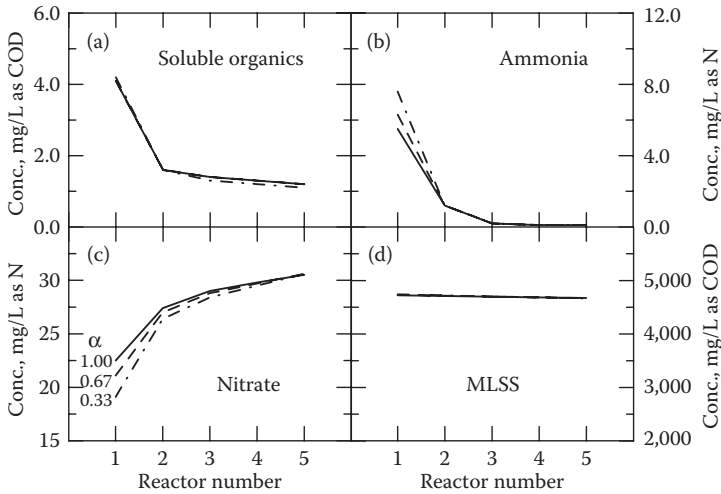 6.0
(a)
Soluble organics
4.0
2.0
0.0
Conc., mg/L as COD
(b)
Ammonia
12.0
8.0
4.0
0.0
Conc., mg/L as N
(c)
30
25
20
15
Conc., mg/L as N
α
1.00
0.67
0.33
Nitrate
1 2 3 4 5
Reactor number
(d)
MLSS
5,000
4,000
3,000
2,000
Conc., mg/L as COD
1 2 3 4 5
Reactor number